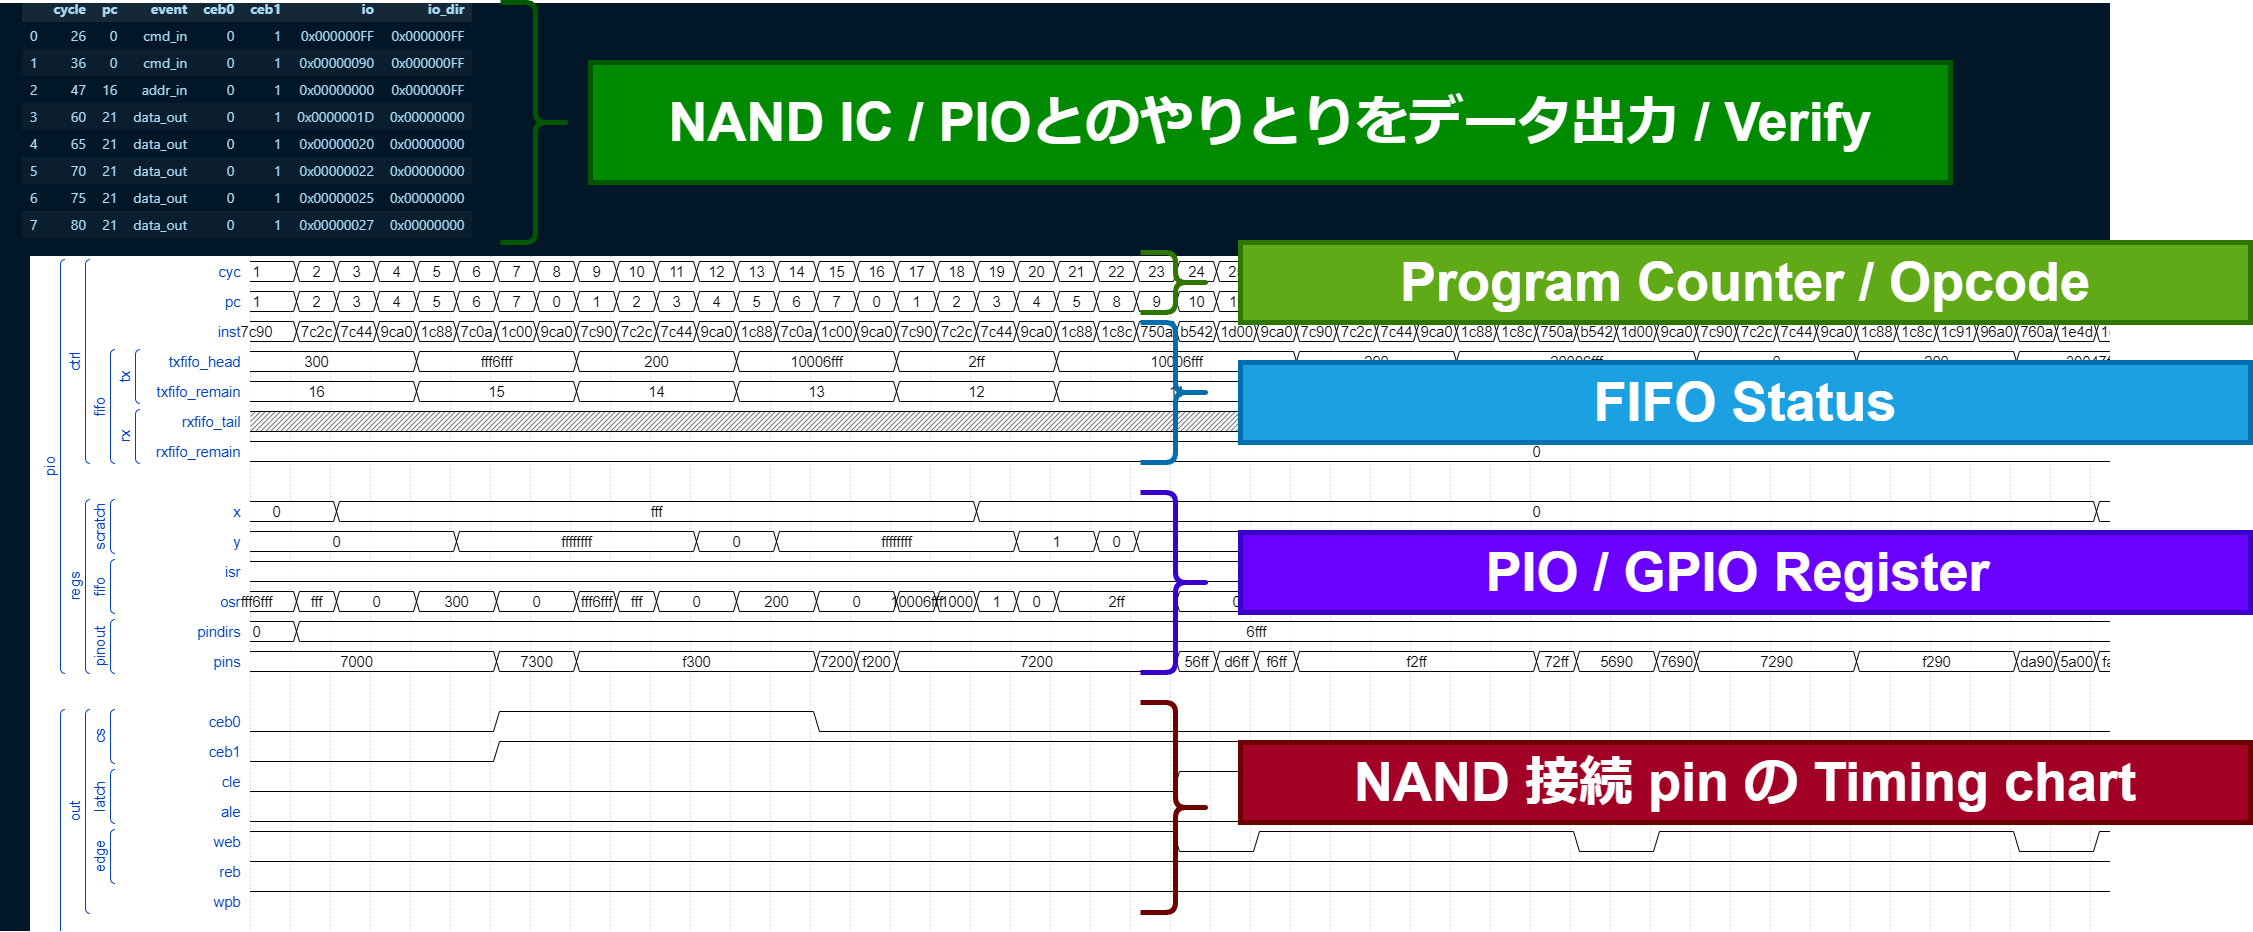 cycle pc event ceb0 ceb1 io io_dir
0 26 0 cmd_in 0 1 0x000000FF 0x000000FF
1 36 0 cmd_in 0 1 0x00000090 0x000000FF
2 47 16 addr_in 0 1 0x00000000 0x000000FF
3 60 21 data_out 0 1 0x0000001D 0x00000000
4 65 21 data_out 0 1 0x00000020 0x00000000
5 70 21 data_out 0 1 0x00000022 0x00000000
6 75 21 data_out 0 1 0x00000025 0x00000000
7 80 21 data_out 0 1 0x00000027 0x00000000
NAND IC / PIOとのやりとりをデータ出力 / Verify
cyc 1 2 3 4 5 6 7 8 9 10 11 12 13 14 15 16 17 18 19 20 21 22 23 24
Program Counter / Opcode
pc 1 2 3 4 5 6 7 0 1 2 3 4 5 6 7 0 1 2 3 4 5 8 9 10
inst 7c90 7c2c 7c44 9ca0 1c88 7c0a 1c00 9ca0 7c90 7c2c 7c44 9ca0 1c88 7c0a 1c00 9ca0 7c90 7c2c 7c44 9ca0 1c88 1c8c 750a b542 1d00 9ca0 7c90 7c2c 7c44 9ca0 1c88 1c8c 750a b542 1d00 9ca0 7c90 7c2c 7c44 9ca0 1c88 1c8c 1c91 96a0 760a 1e4d
txfifo_head 300 fff6fff 200 10006fff 2ff 10006fff
txfifo_remain 16 15 14 13 12
FIFO Status
rxfifo_tail
rxfifo_remain 0
ctrl
fifo
tx
rx
pio
x 0 fff 0
y 0 ffffffff 0 ffffffff 1 0
isr
PIO / GPIO Register
osr fff6fff fff 0 300 0 fff6fff fff 0 200 0 10006fff 1000 1 0 2ff
pindirs 0 6fff
pins 7000 7300 f300 7200 f200 7200 56ff d6ff f6ff f2ff 72ff 5690 7690 7290 f290 da90 5a00
regs
scratch
fifo
pinout
ceb0
ceb1
cle
NAND 接続 pin の Timing chart
ale
web
reb
wpb
out
cs
latch
edge